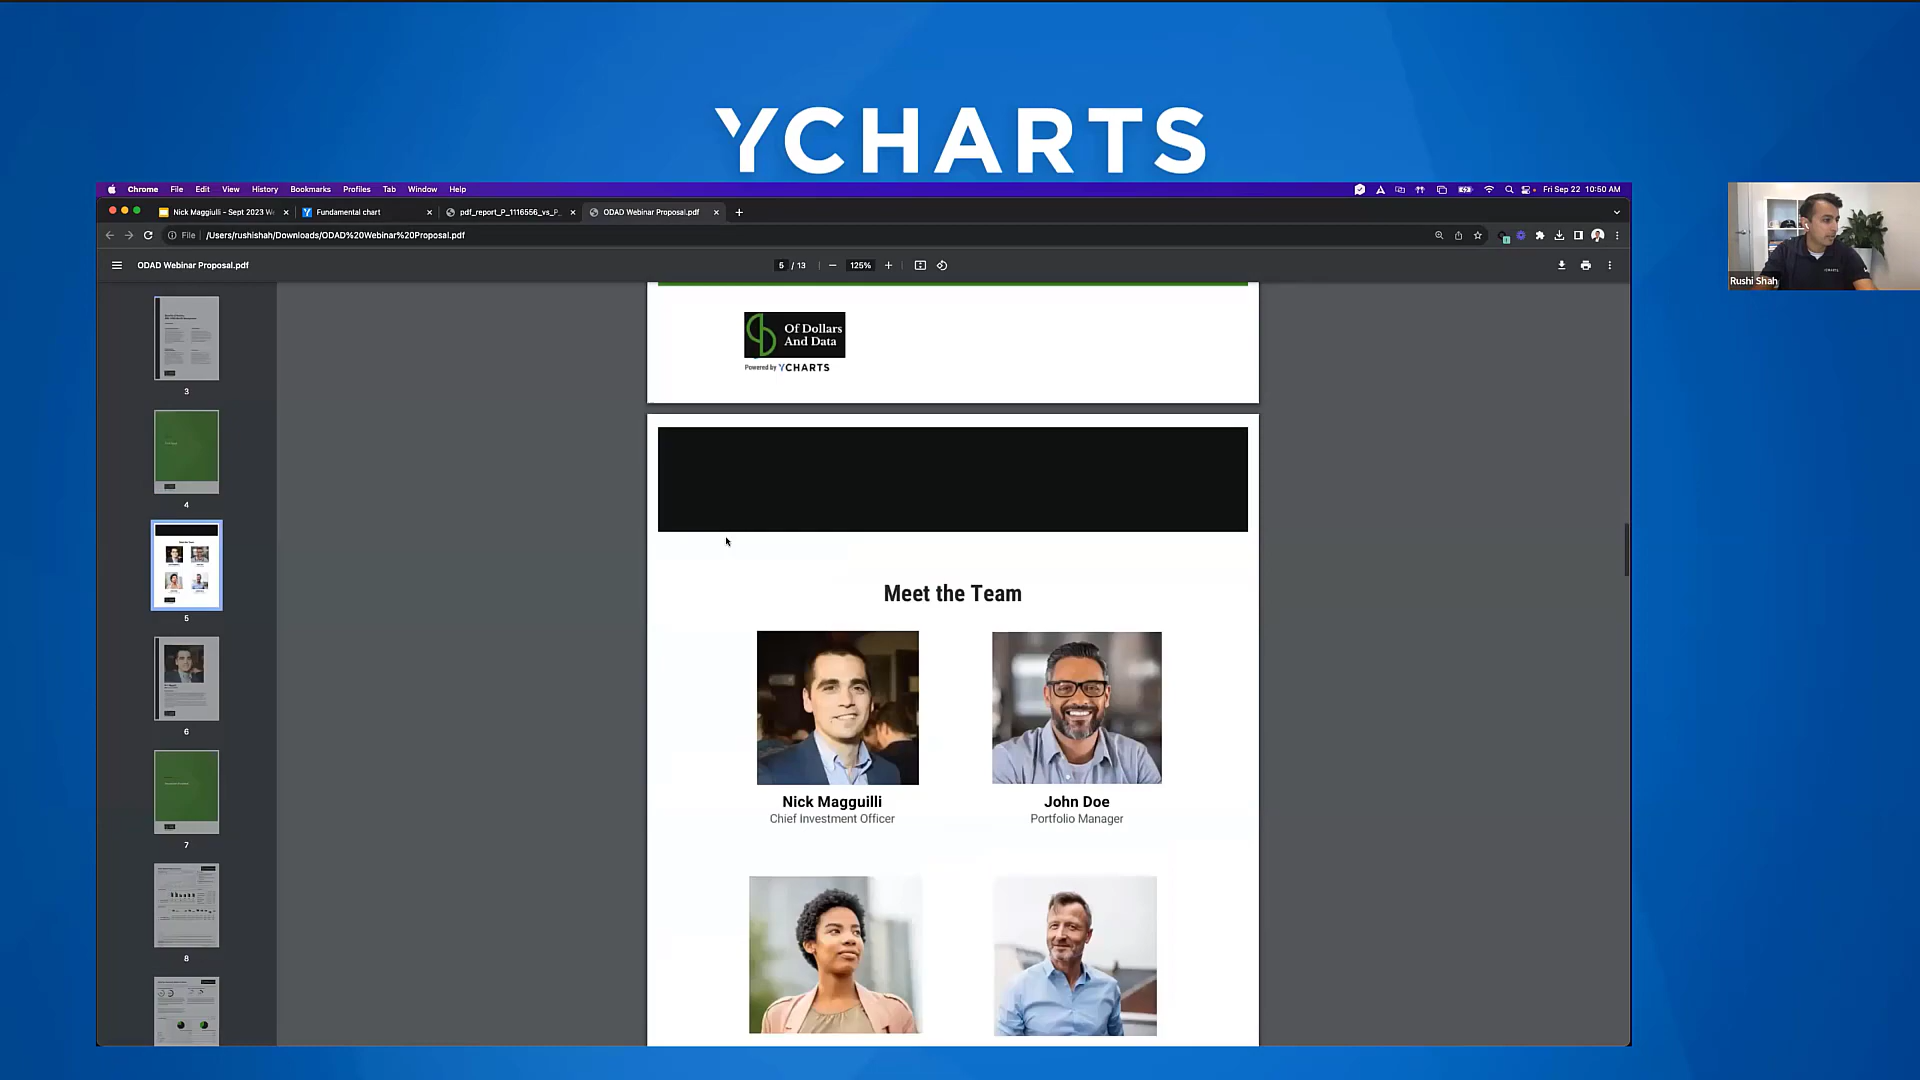 YCHARTS
Chrome File Edit View History Bookmarks Profiles Tab Window Help
Fri Sep 22 10:50 AM
Nick Maggiulli - Sept 2023 W
Fundamental chart
pdf_report_P_1116556_vs_P_
ODAD Webinar Proposal.pdf
File /Users/rushishah/Downloads/ODAD%20Webinar%20Proposal.pdf
ODAD Webinar Proposal.pdf
5 / 13
125%
Rushi Shah
3
4
5
6
7
8
Of Dollars
And Data
Powered by YCHARTS
Meet the Team
Nick Magguilli
Chief Investment Officer
John Doe
Portfolio Manager